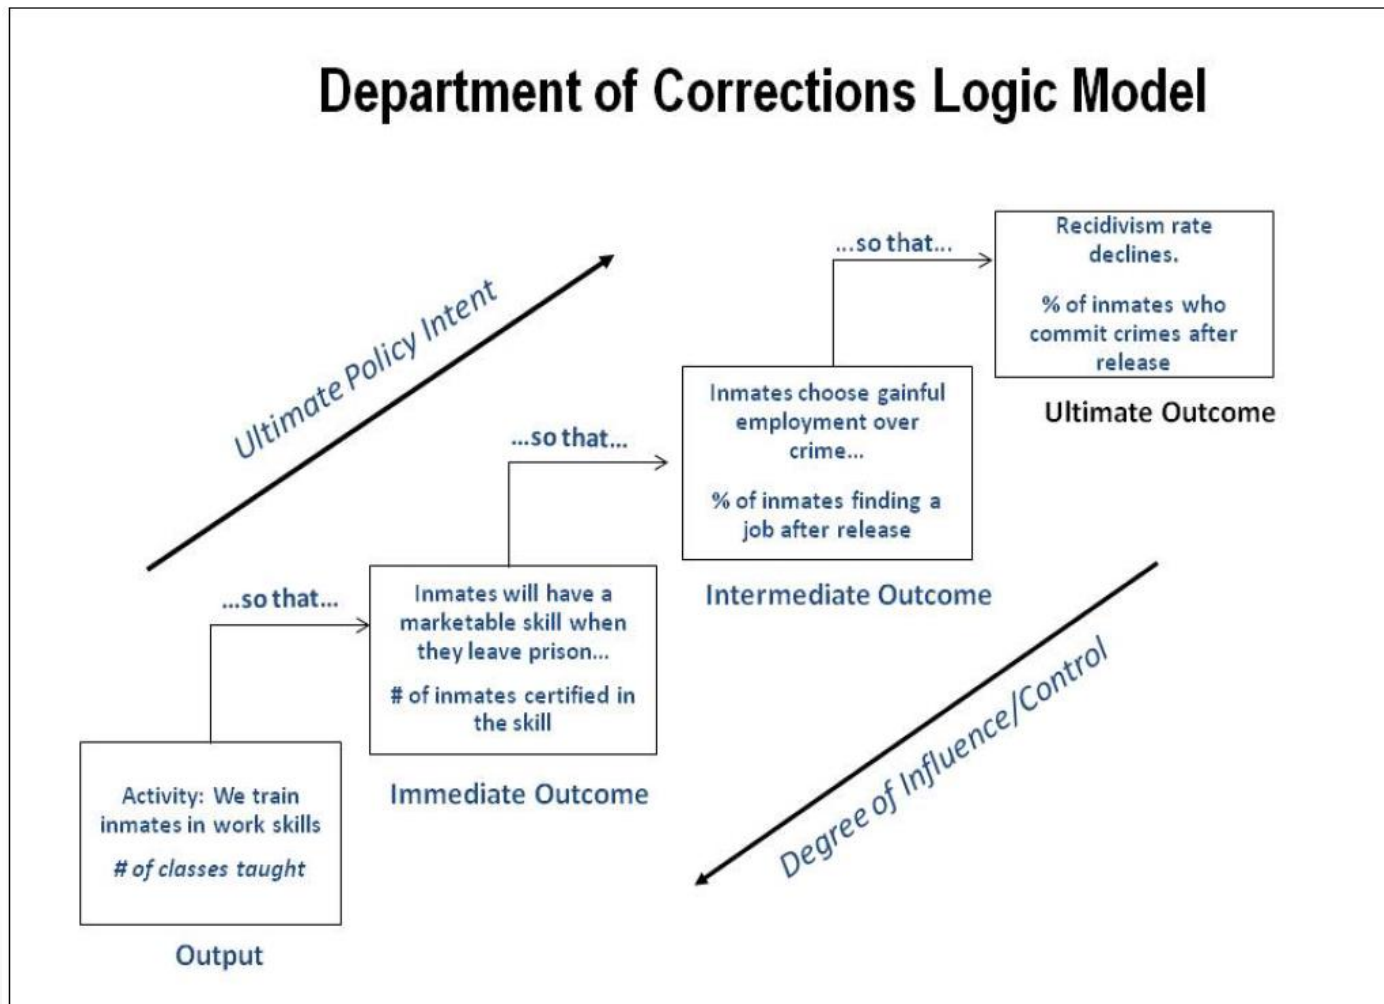 Department of Corrections Logic Model
...so that...
Recidivism rate
declines.
% of inmates who
commit crimes after
release
Ultimate Outcome
Ultimate Policy Intent
...so that...
Inmates choose gainful
employment over
crime...
% of inmates finding a
job after release
Intermediate Outcome
...so that...
Inmates will have a
marketable skill when
they leave prison...
# of inmates certified in
the skill
Immediate Outcome
Degree of Influence/Control
Activity: We train
inmates in work skills
# of classes taught
Output